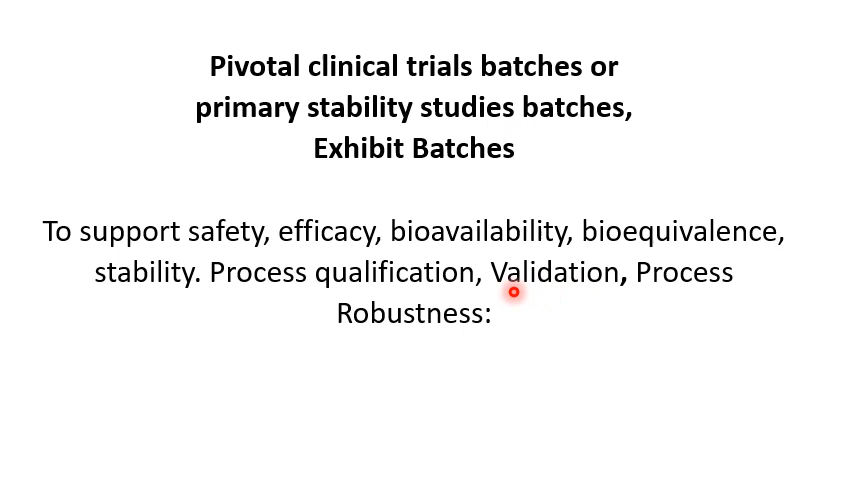 Pivotal clinical trials batches or
primary stability studies batches,
Exhibit Batches
To support safety, efficacy, bioavailability, bioequivalence,
stability. Process qualification, Validation, Process
Robustness: